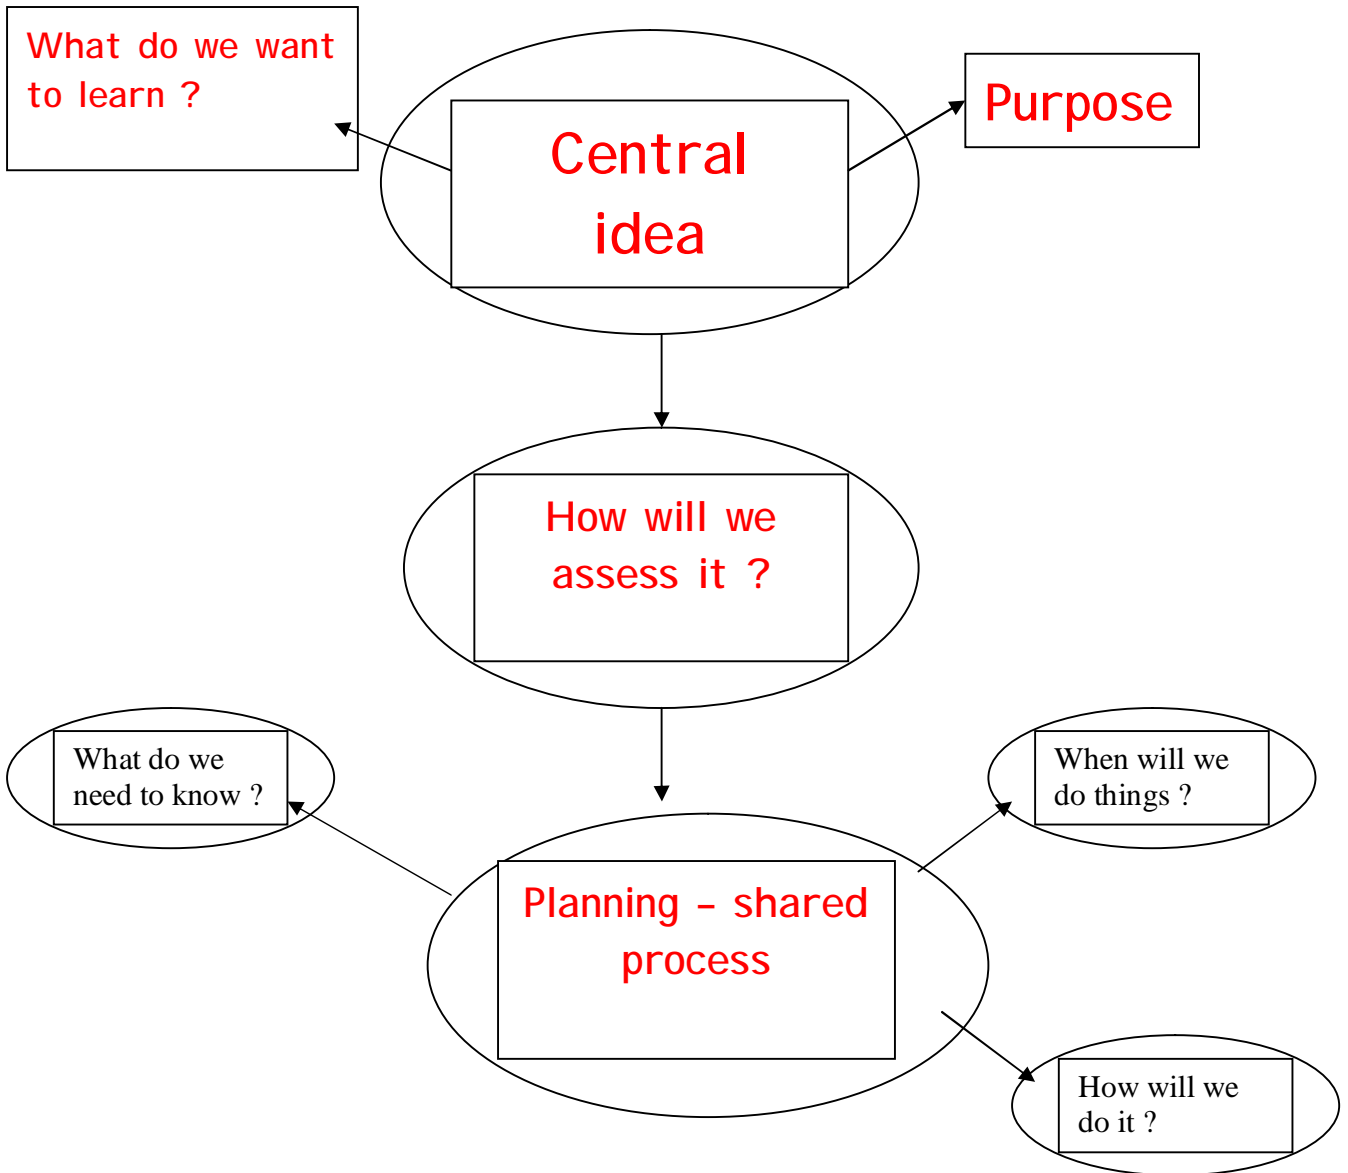 What do we want
to learn ?
Central
idea
Purpose
How will we
assess it ?
What do we
need to know ?
When will we
do things ?
Planning – shared
process
How will we
do it ?